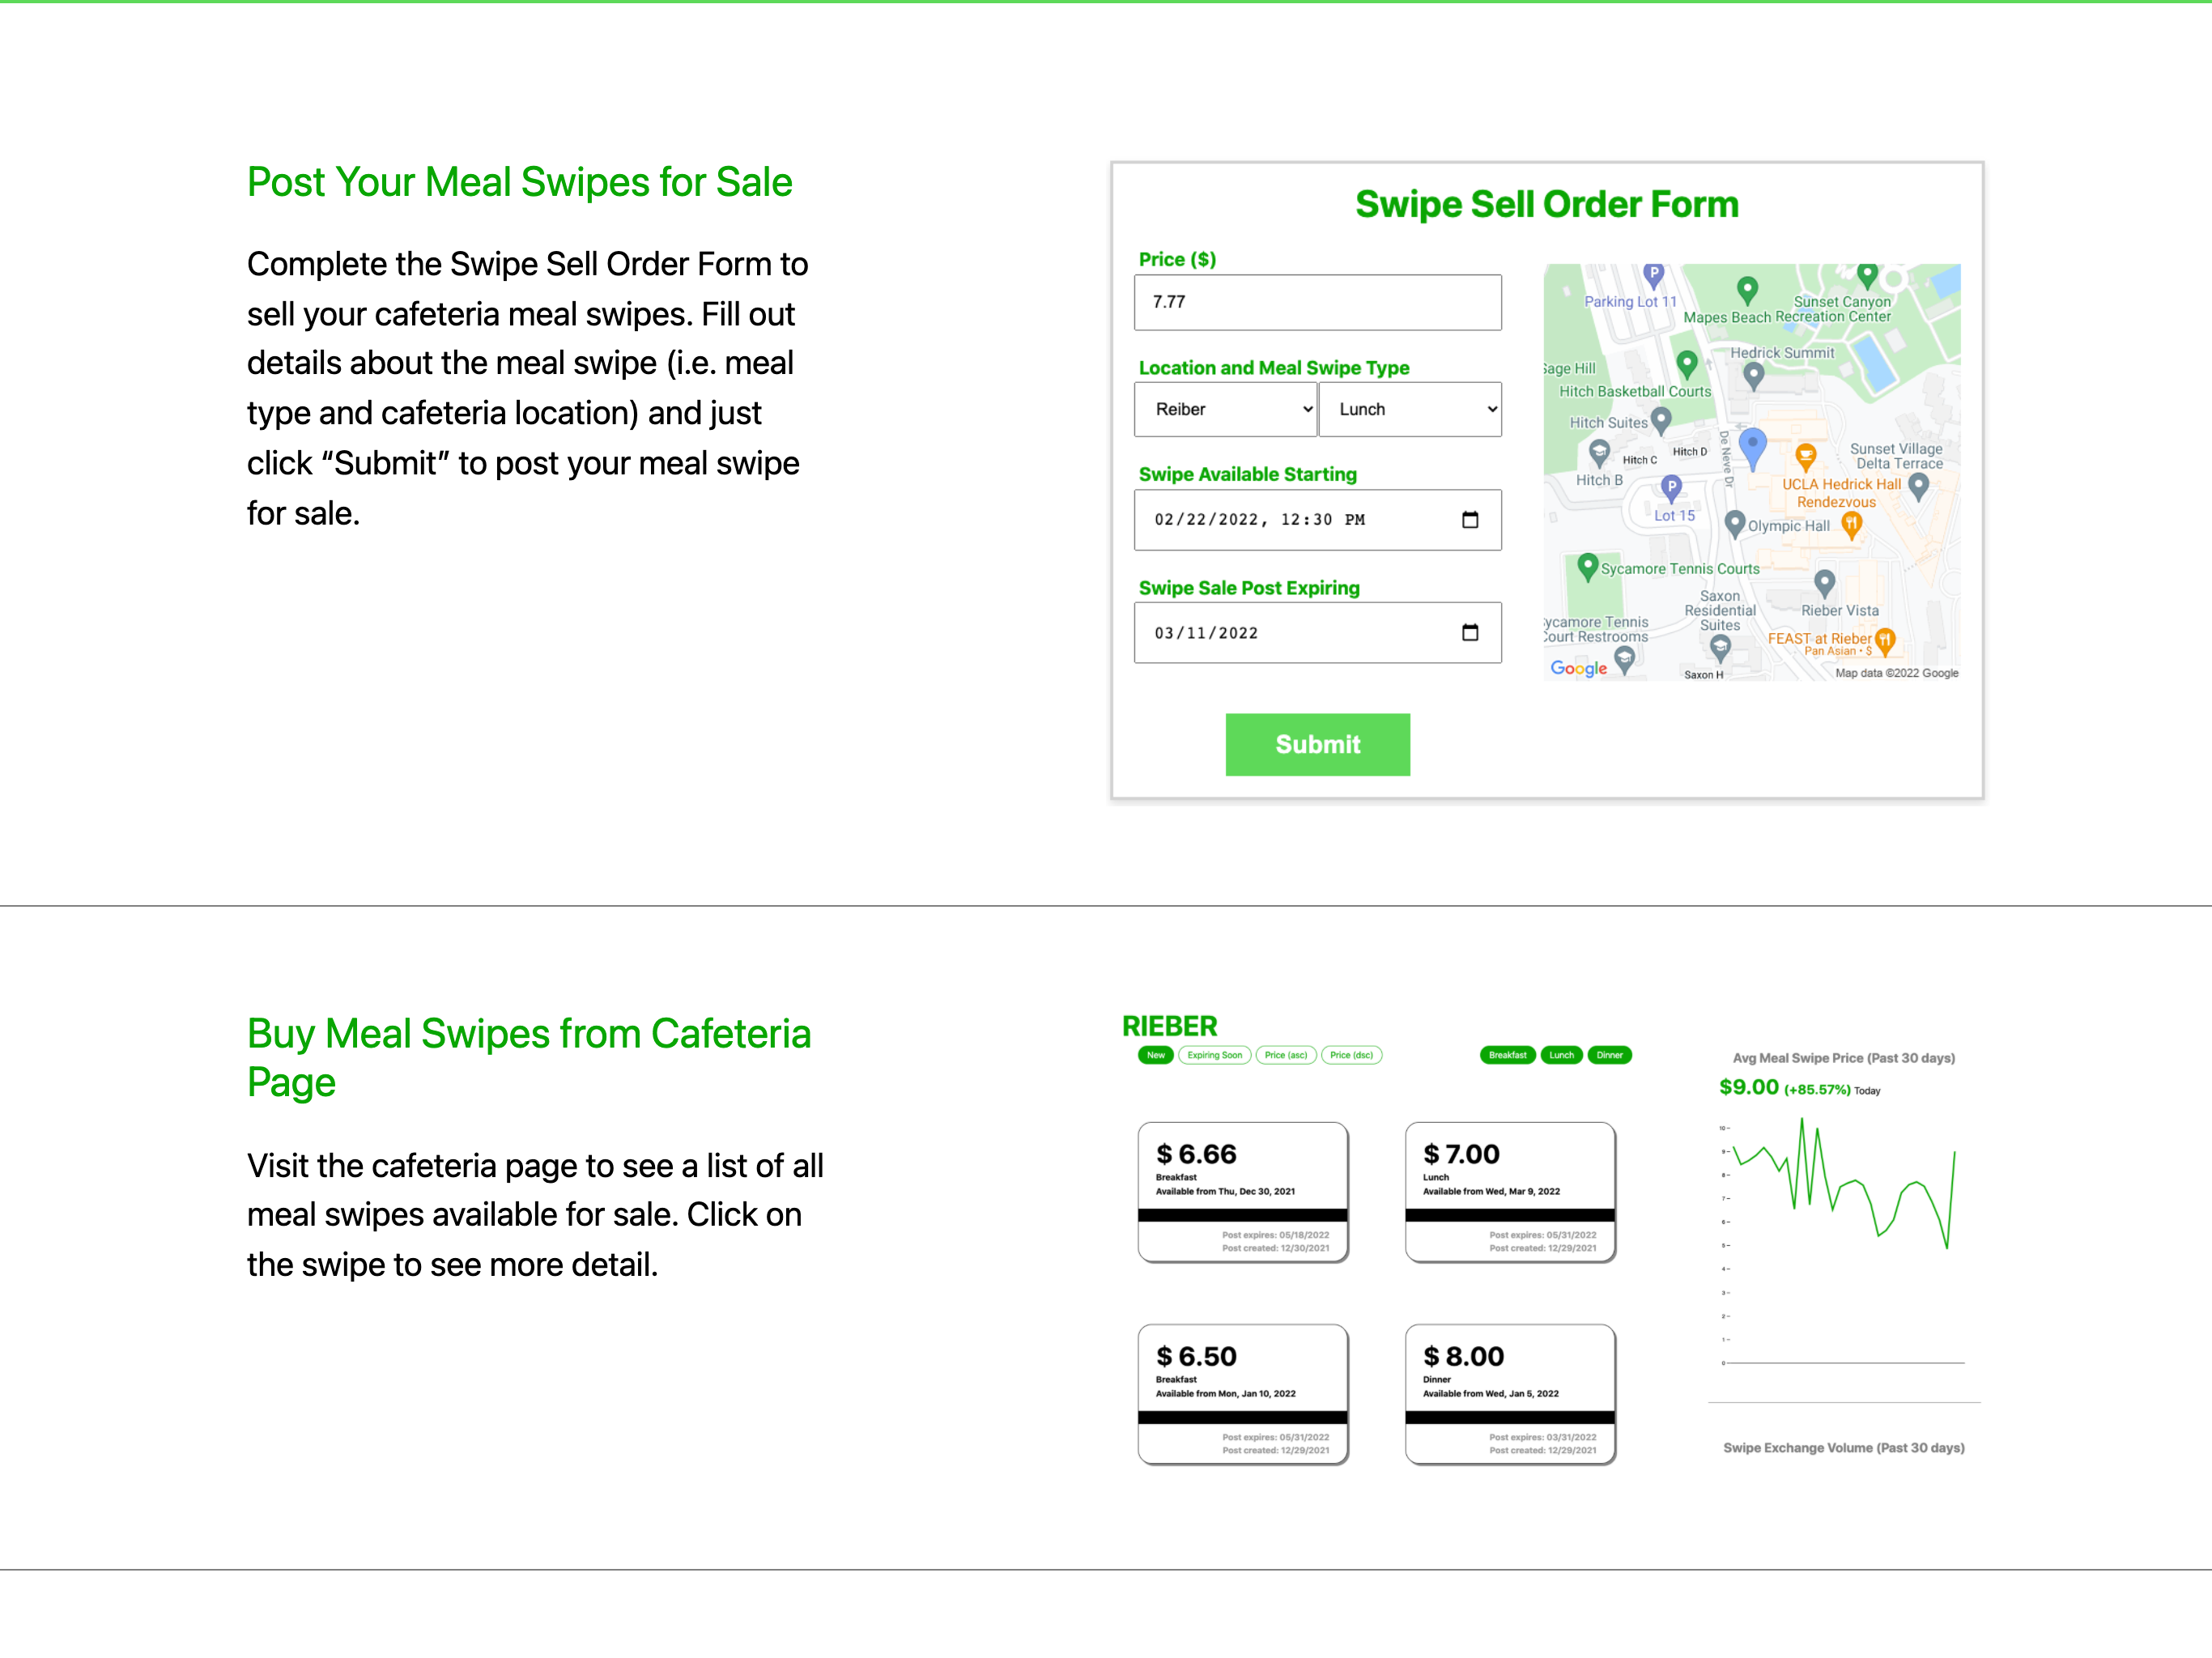 Post Your Meal Swipes for Sale
Complete the Swipe Sell Order Form to
sell your cafeteria meal swipes. Fill out
details about the meal swipe (i.e. meal
type and cafeteria location) and just
click “Submit” to post your meal swipe
for sale.
Swipe Sell Order Form
Price ($)
7.77
Location and Meal Swipe Type
Reiber
Lunch
Swipe Available Starting
02/22/2022, 12:30 PM
Swipe Sale Post Expiring
03/11/2022
Submit
P
Parking Lot 11
Sunset Canyon
Recreation Center
Mapes Beach
Hedrick Summit
Sage Hill
Hitch Basketball Courts
Hitch Suites
De Neve Dr
Sunset Village
Delta Terrace
Hitch C
Hitch D
Hitch B
UCLA Hedrick Hall
Rendezvous
P
Lot 15
Olympic Hall
Sycamore Tennis Courts
Saxon
Residential
Suites
Rieber Vista
ycamore Tennis
Court Restrooms
FEAST at Rieber
Pan Asian • $
Google
Saxon H
Map data ©2022 Google
Buy Meal Swipes from Cafeteria
Page
Visit the cafeteria page to see a list of all
meal swipes available for sale. Click on
the swipe to see more detail.
RIEBER
New
Expiring Soon
Price (asc)
Price (dsc)
Breakfast
Lunch
Dinner
$ 6.66
Breakfast
Available from Thu, Dec 30, 2021
Post expires: 05/18/2022
Post created: 12/30/2021
$ 7.00
Lunch
Available from Wed, Mar 9, 2022
Post expires: 05/31/2022
Post created: 12/29/2021
$ 6.50
Breakfast
Available from Mon, Jan 10, 2022
Post expires: 05/31/2022
Post created: 12/29/2021
$ 8.00
Dinner
Available from Wed, Jan 5, 2022
Post expires: 03/31/2022
Post created: 12/29/2021
Avg Meal Swipe Price (Past 30 days)
$9.00 (+85.57%) Today
10
9
8
7
6
5
4
3
2
1
0
Swipe Exchange Volume (Past 30 days)